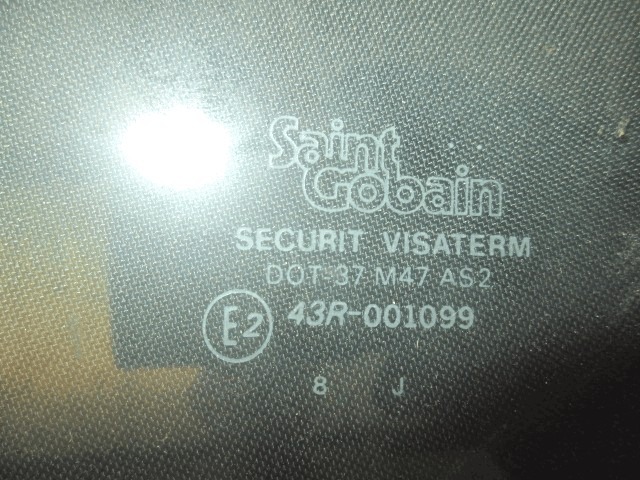 Saint
Gobain
SECURIT VISATERM
DOT-37 M47 AS2
E2 43R-001099
8 J